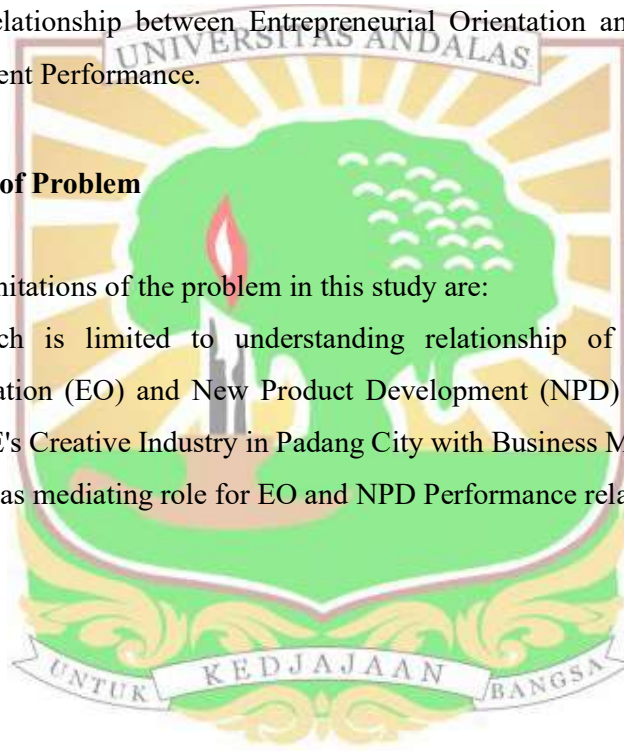 elationship between Entrepreneurial Orientation an
UNIVERSITAS ANDALAS
ent Performance.
of Problem
nitations of the problem in this study are:
ch is limited to understanding relationship of
ation (EO) and New Product Development (NPD)
E's Creative Industry in Padang City with Business M
as mediating role for EO and NPD Performance rela
UNTUK KEDJAJAAN BANGSA